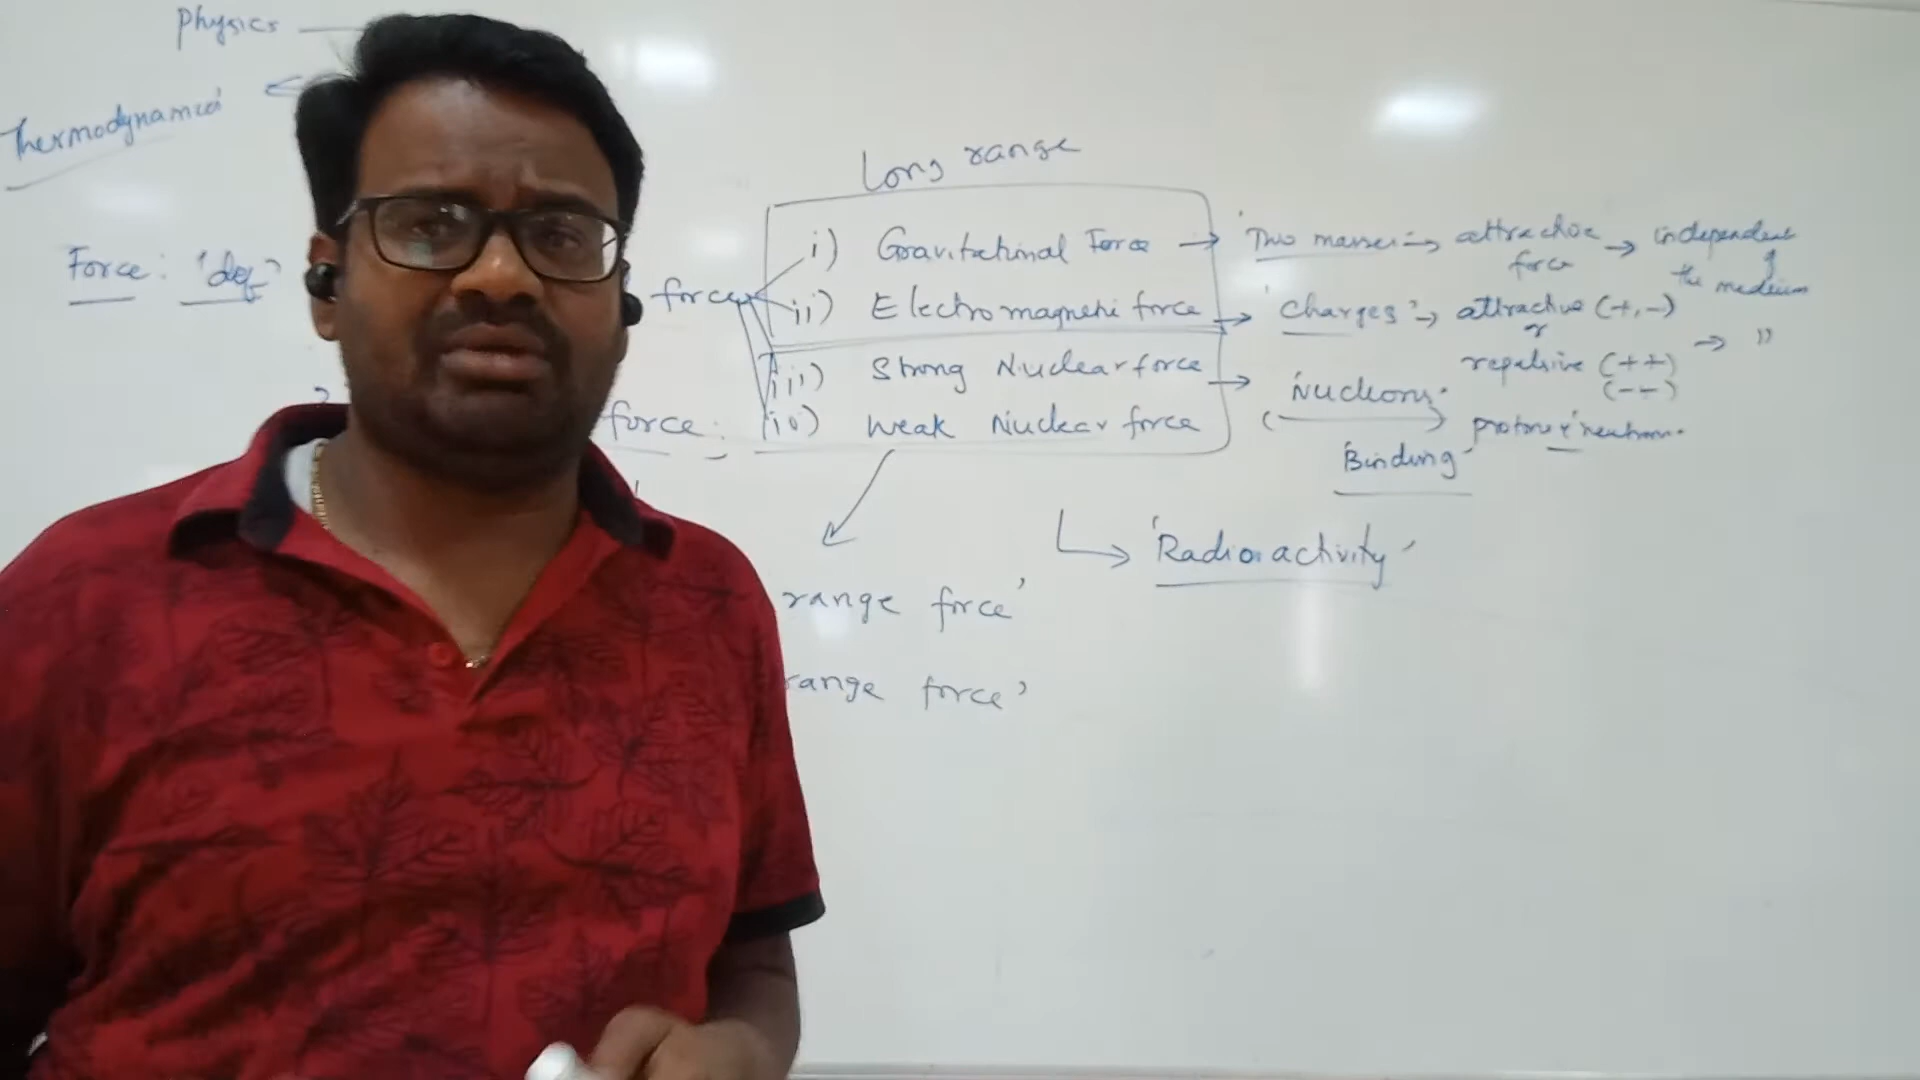 Physics
Thermodynamics
Long range
i) Gravitational Force → Two masses → attractive force → independent of the medium
Force: 'def'
force
ii) Electromagneti force → 'Charges' → attractive (+,-)
or
repulsive (++) → "
(--)
iii) Strong Nuclear force → Nucleons.
force: iv) Weak Nuclear force
protons & neutron.
Binding
'Radioactivity'
range force'
range force'